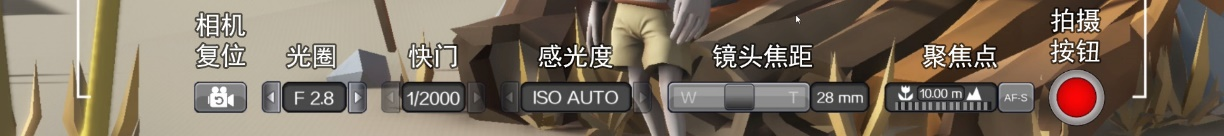 相机
复位
光圈
快门
感光度
镜头焦距
聚焦点
拍摄
按钮
F 2.8
1/2000
ISO AUTO
W
T
28 mm
10.00 m
AF-S